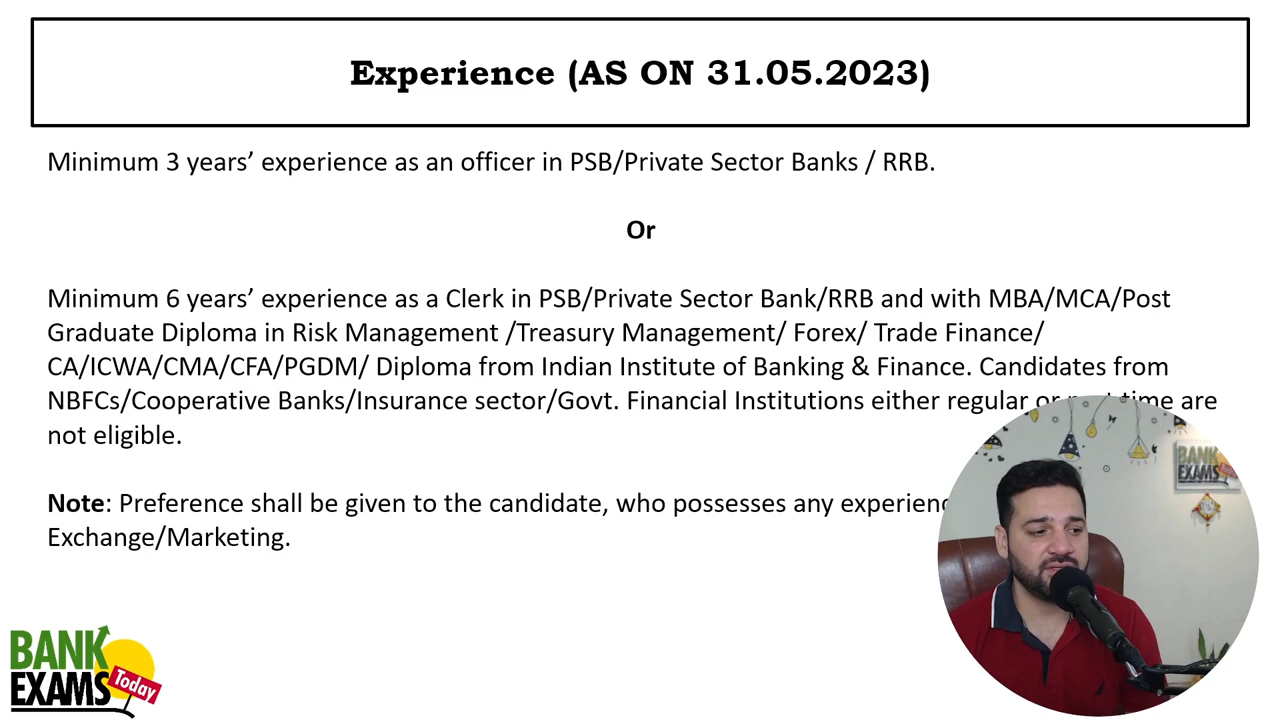 Experience (AS ON 31.05.2023)
Minimum 3 years’ experience as an officer in PSB/Private Sector Banks / RRB.
Or
Minimum 6 years’ experience as a Clerk in PSB/Private Sector Bank/RRB and with MBA/MCA/Post
Graduate Diploma in Risk Management /Treasury Management/ Forex/ Trade Finance/
CA/ICWA/CMA/CFA/PGDM/ Diploma from Indian Institute of Banking & Finance. Candidates from
NBFCs/Cooperative Banks/Insurance sector/Govt. Financial Institutions either regular or time are
not eligible.
Note: Preference shall be given to the candidate, who possesses any
Exchange/Marketing.
BANK
EXAMS
Today
BANK
EXAMS